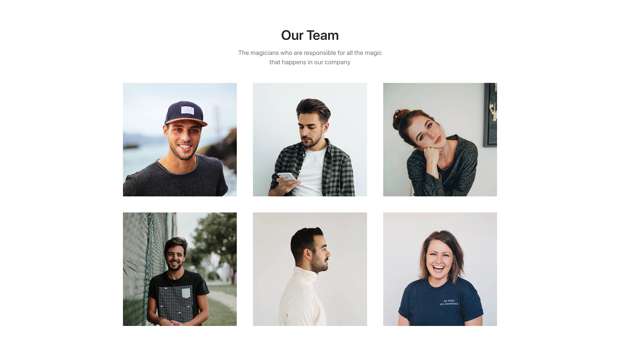 Our Team
The magicians who are responsible for all the magic
that happens in our company